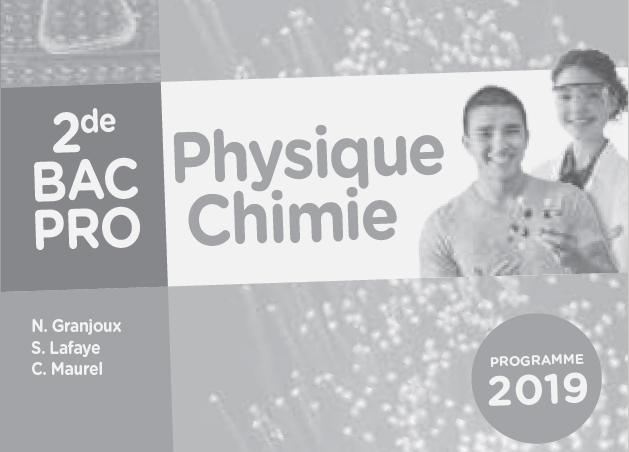 2de
BAC
PRO
Physique
Chimie
N. Granjoux
S. Lafaye
C. Maurel
PROGRAMME
2019